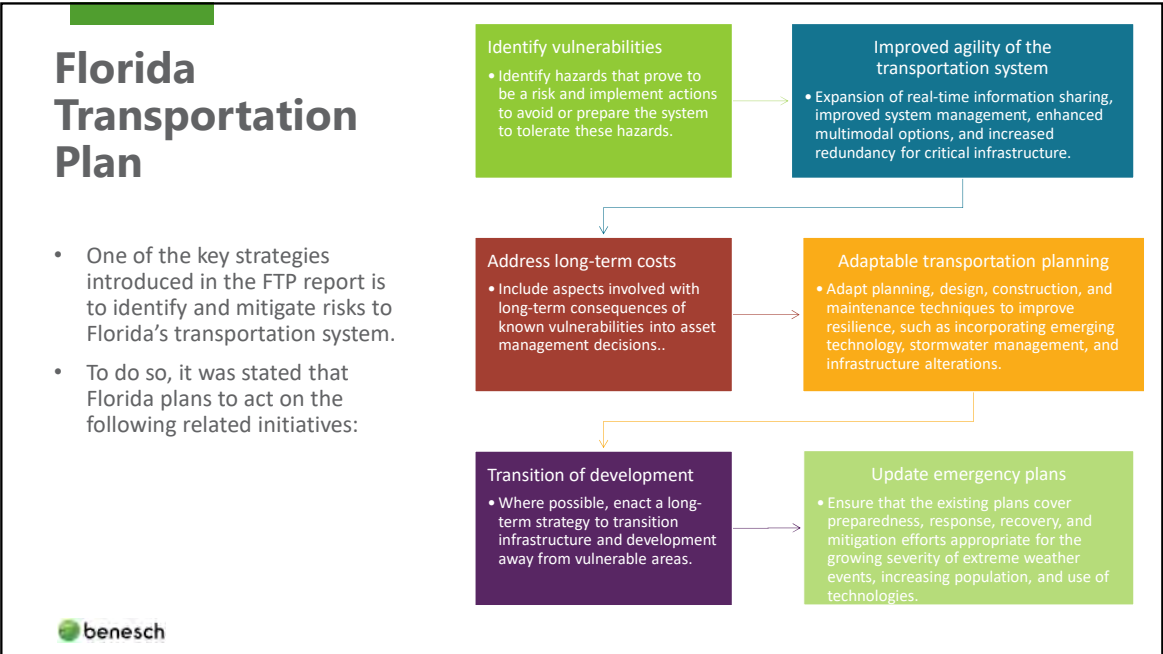 Florida
Transportation
Plan
• One of the key strategies
introduced in the FTP report is
to identify and mitigate risks to
Florida's transportation system.
• To do so, it was stated that
Florida plans to act on the
following related initiatives:
Identify vulnerabilities
• Identify hazards that prove to
be a risk and implement actions
to avoid or prepare the system
to tolerate these hazards.
Improved agility of the
transportation system
• Expansion of real-time information sharing,
improved system management, enhanced
multimodal options, and increased
redundancy for critical infrastructure.
Address long-term costs
• Include aspects involved with
long-term consequences of
known vulnerabilities into asset
management decisions..
Adaptable transportation planning
• Adapt planning, design, construction, and
maintenance techniques to improve
resilience, such as incorporating emerging
technology, stormwater management, and
infrastructure alterations.
Transition of development
• Where possible, enact a long-
term strategy to transition
infrastructure and development
away from vulnerable areas.
Update emergency plans
• Ensure that the existing plans cover
preparedness, response, recovery, and
mitigation efforts appropriate for the
growing severity of extreme weather
events, increasing population, and use of
technologies.
benesch